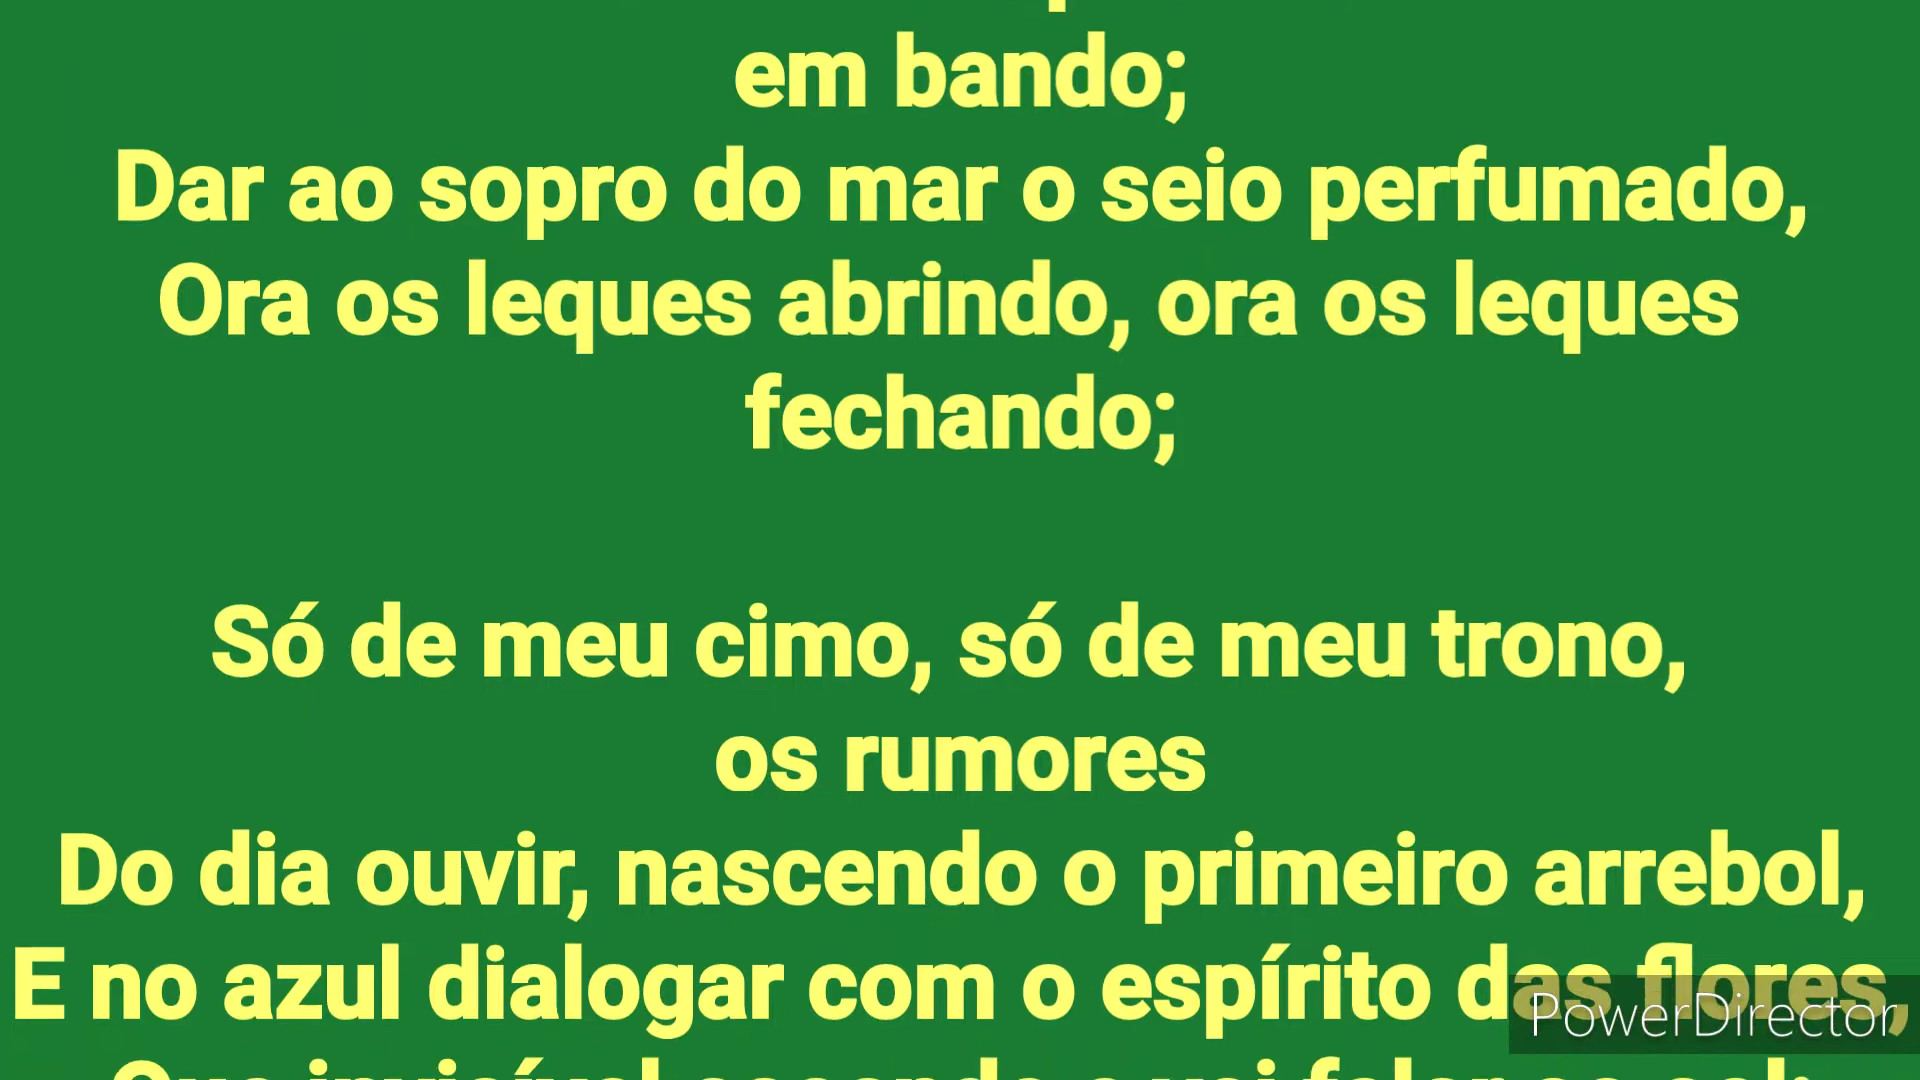 em bando;
Dar ao sopro do mar o seio perfumado,
Ora os leques abrindo, ora os leques
fechando;
Só de meu cimo, só de meu trono,
os rumores
Do dia ouvir, nascendo o primeiro arrebol,
E no azul dialogar com o espírito das flores,
PowerDirector